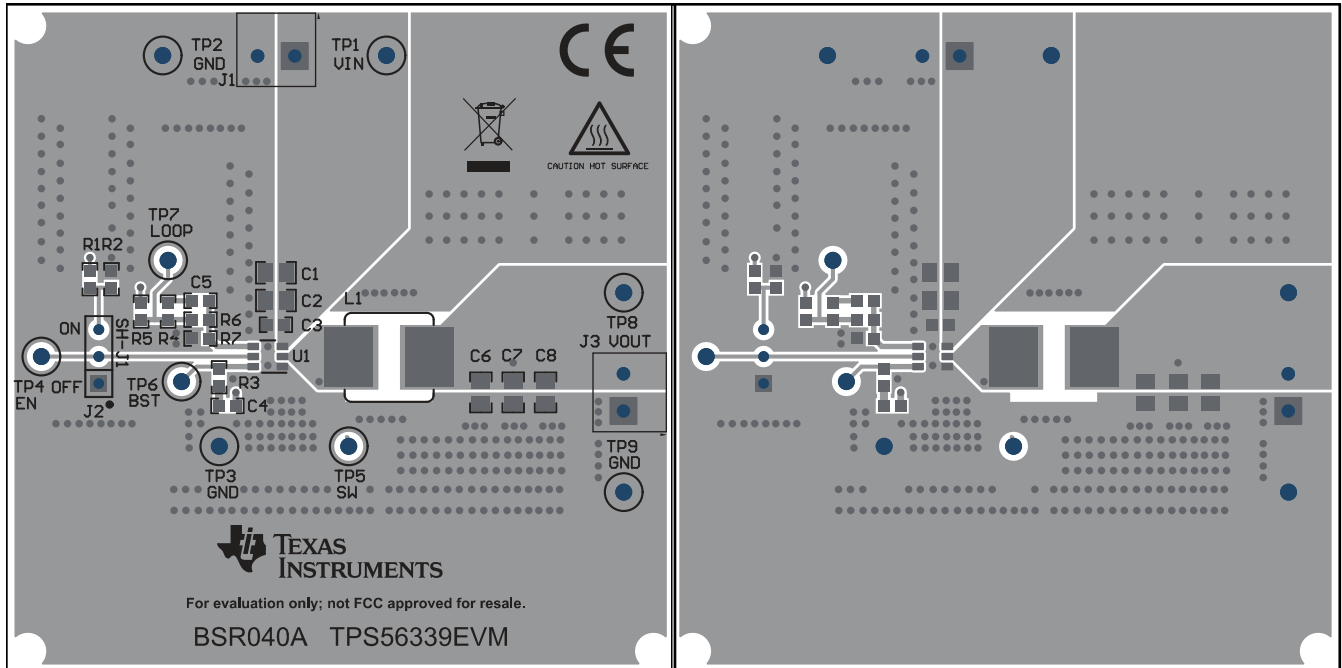 TP2
GND
TP1
VIN
J1
CE
CAUTION HOT SURFACE
TP7
LOOP
R1R2
C5
C1
C2
C3
L1
ON
SH-J1
R5 R4
R6
R7
U1
TP8
J3 VOUT
TP4 OFF
EN
J2
TP6
BST
R3
C4
C6 C7 C8
TP3
GND
TP5
SW
TP9
GND
ti
TEXAS
INSTRUMENTS
For evaluation only; not FCC approved for resale.
BSR040A TPS56339EVM